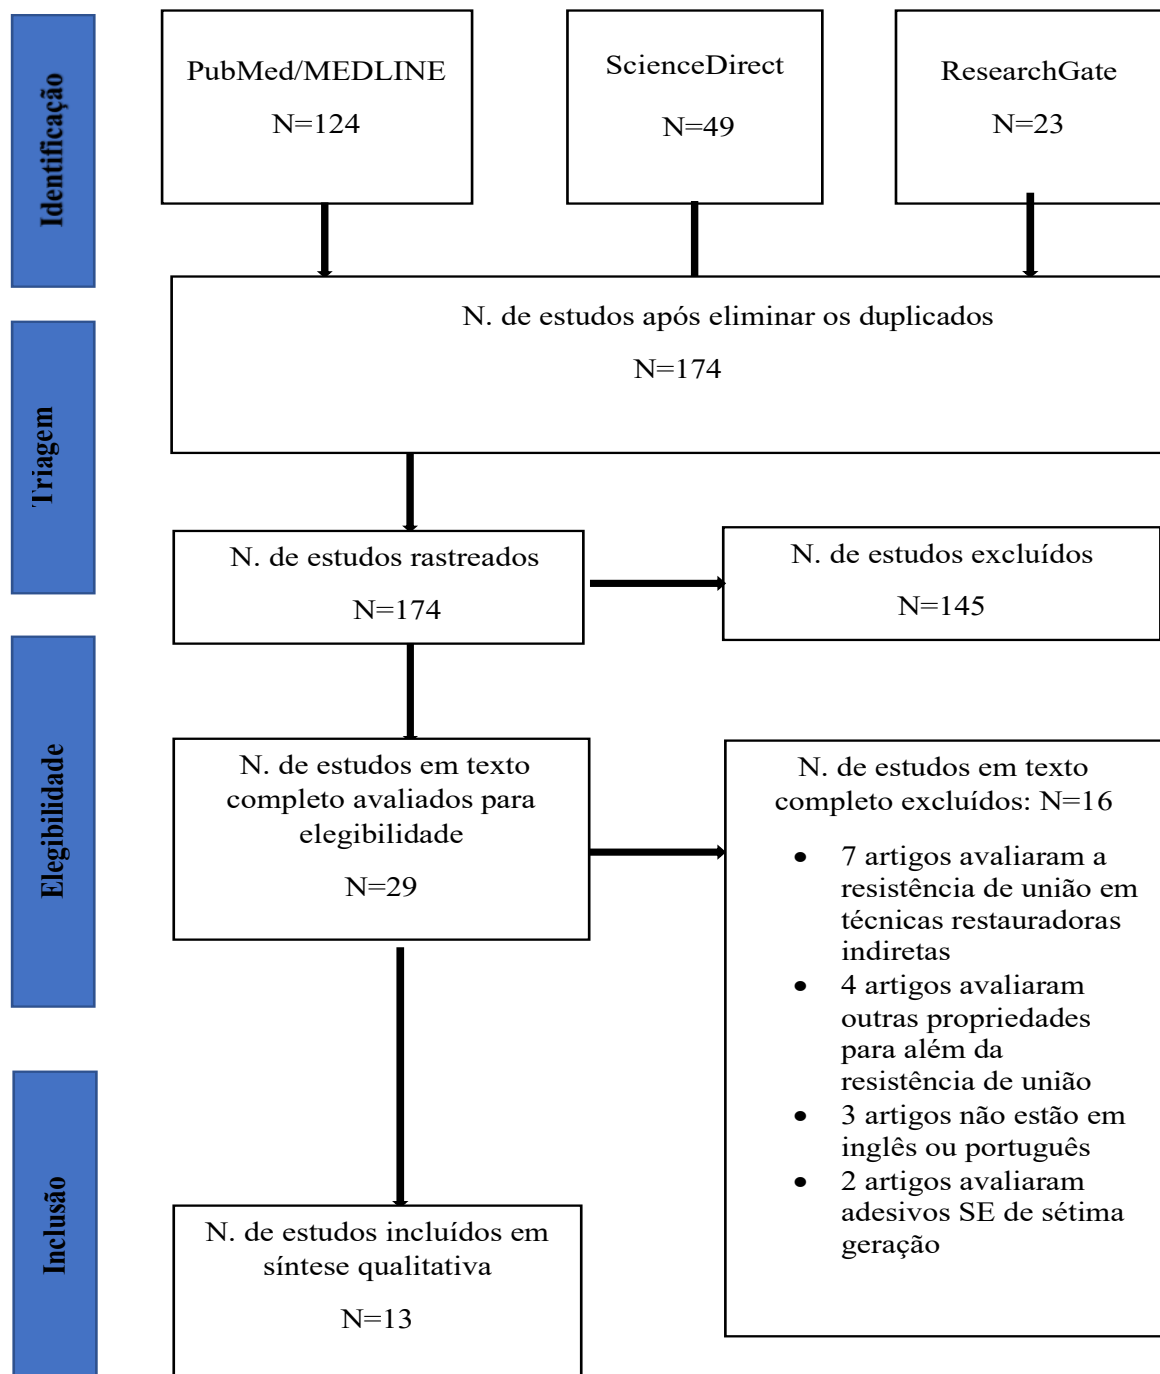 Identificação
PubMed/MEDLINE
N=124
ScienceDirect
N=49
ResearchGate
N=23
Triagem
N. de estudos após eliminar os duplicados
N=174
N. de estudos rastreados
N=174
N. de estudos excluídos
N=145
Elegibilidade
N. de estudos em texto
completo avaliados para
elegibilidade
N=29
N. de estudos em texto
completo excluídos: N=16
• 7 artigos avaliaram a
resistência de união em
técnicas restauradoras
indiretas
• 4 artigos avaliaram
outras propriedades
para além da
resistência de união
• 3 artigos não estão em
inglês ou português
• 2 artigos avaliaram
adesivos SE de sétima
geração
Inclusão
N. de estudos incluídos em
síntese qualitativa
N=13